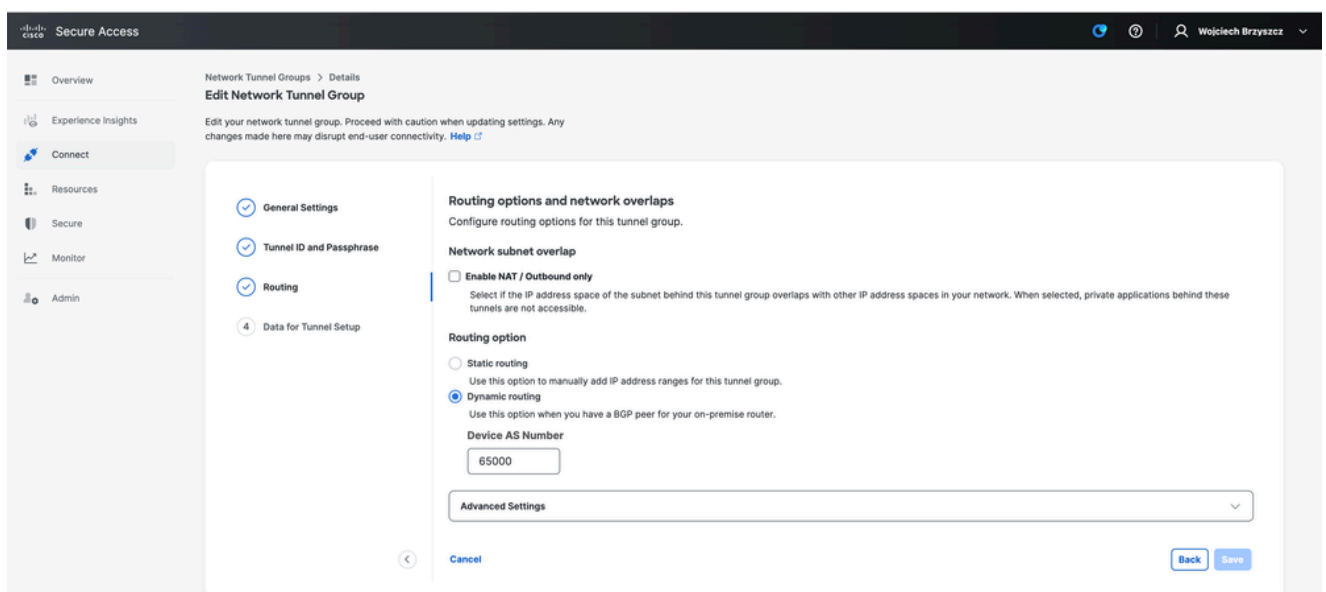 CISCO Secure Access
Wojciech Brzyszcz
Overview
Experience Insights
Connect
Resources
Secure
Monitor
Admin
Network Tunnel Groups > Details
Edit Network Tunnel Group
Edit your network tunnel group. Proceed with caution when updating settings. Any
changes made here may disrupt end-user connectivity. Help
General Settings
Tunnel ID and Passphrase
Routing
4 Data for Tunnel Setup
Routing options and network overlaps
Configure routing options for this tunnel group.
Network subnet overlap
Enable NAT / Outbound only
Select if the IP address space of the subnet behind this tunnel group overlaps with other IP address spaces in your network. When selected, private applications behind these
tunnels are not accessible.
Routing option
Static routing
Use this option to manually add IP address ranges for this tunnel group.
Dynamic routing
Use this option when you have a BGP peer for your on-premise router.
Device AS Number
65000
Advanced Settings
Cancel
Back
Save